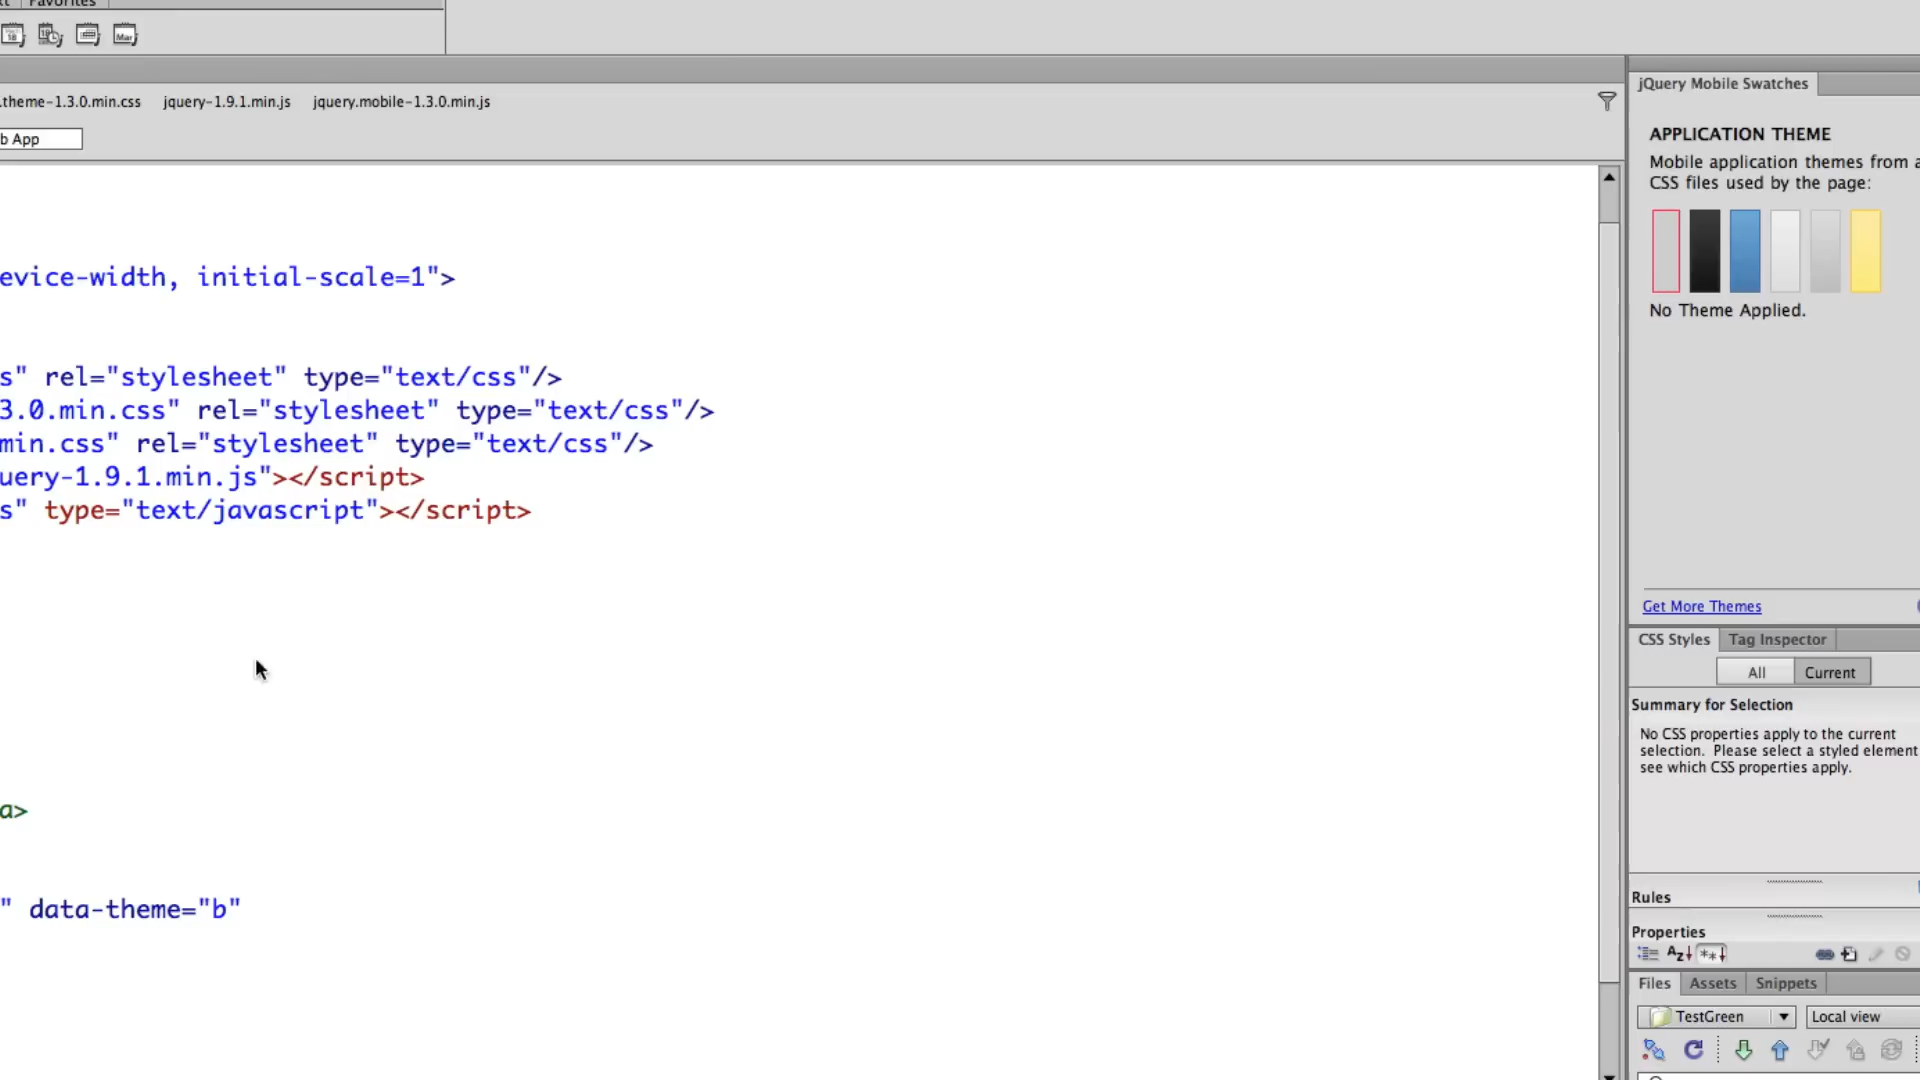 Favorites
18
18
Mar
.theme-1.3.0.min.css jquery-1.9.1.min.js jquery.mobile-1.3.0.min.js
b App
evice-width, initial-scale=1">
s" rel="stylesheet" type="text/css"/>
3.0.min.css" rel="stylesheet" type="text/css"/>
min.css" rel="stylesheet" type="text/css"/>
uery-1.9.1.min.js"></script>
s" type="text/javascript"></script>
a>
" data-theme="b"
jQuery Mobile Swatches
APPLICATION THEME
Mobile application themes from a
CSS files used by the page:
No Theme Applied.
Get More Themes
CSS Styles Tag Inspector
All Current
Summary for Selection
No CSS properties apply to the current
selection. Please select a styled element
see which CSS properties apply.
Rules
Properties
Files Assets Snippets
TestGreen Local view